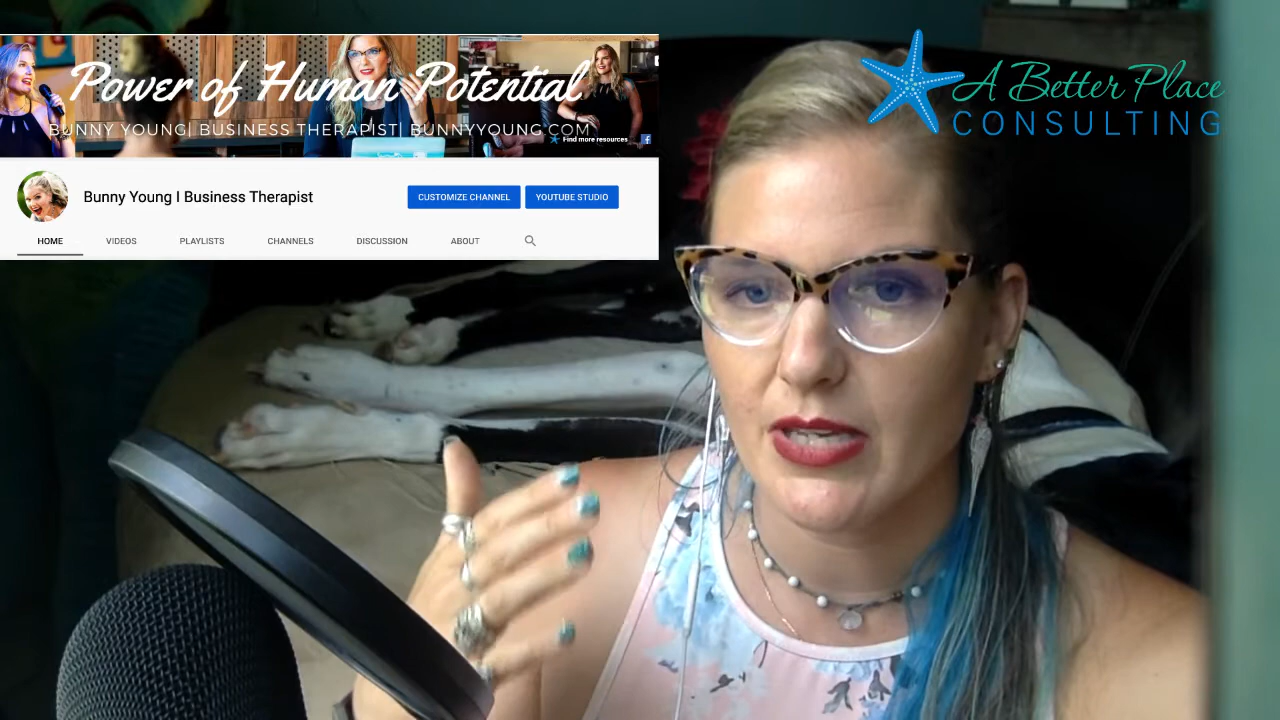 Power of Human Potential
BUNNY YOUNG| BUSINESS THERAPIST| BUNNYYOUNG.COM
Find more resources
Bunny Young I Business Therapist
CUSTOMIZE CHANNEL
YOUTUBE STUDIO
HOME VIDEOS PLAYLISTS CHANNELS DISCUSSION ABOUT
A Better Place
CONSULTING